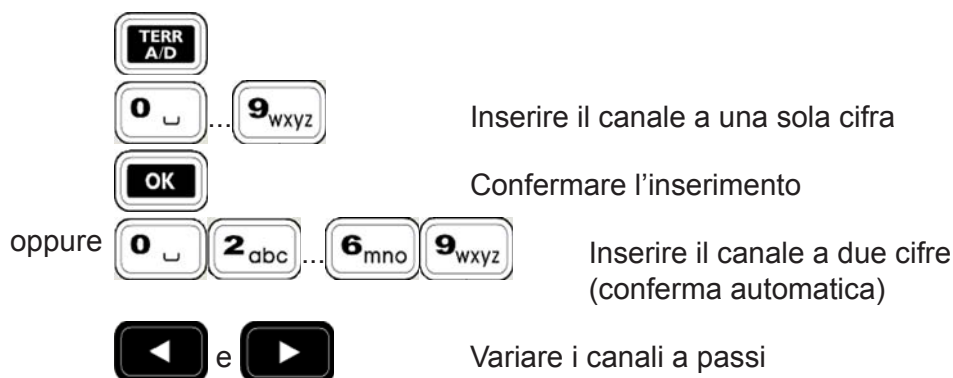 TERR
A/D
0 ␣ ... 9wxyz Inserire il canale a una sola cifra
OK Confermare l’inserimento
oppure 0 ␣ 2abc ... 6mno 9wxyz Inserire il canale a due cifre
(conferma automatica)
◄ e ► Variare i canali a passi